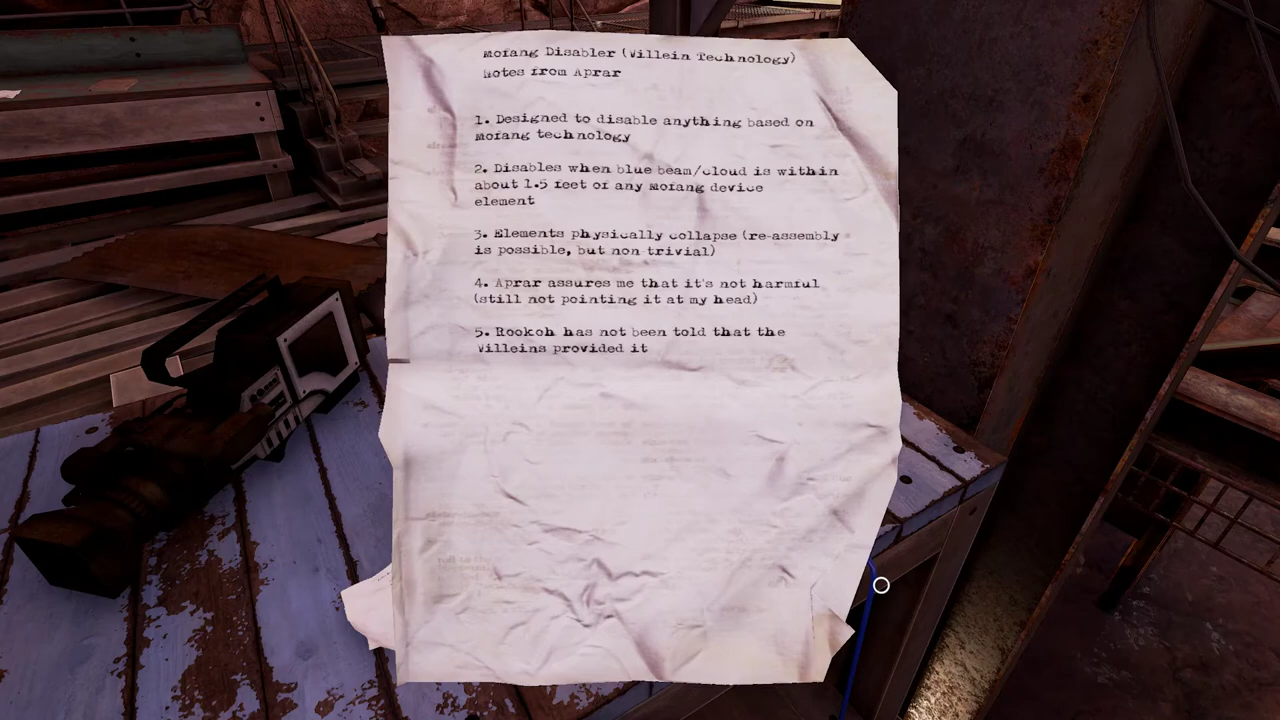 Mofang Disabler (Villein Technology)
Notes from Aprar
1. Designed to disable anything based on
Mofang technology
2. Disables when blue beam/cloud is within
about 1.5 feet of any Mofang device
element
3. Elements physically collapse (re-assembly
is possible, but non trivial)
4. Aprar assures me that it's not harmful
(still not pointing it at my head)
5. Rookoh has not been told that the
Villeins provided it